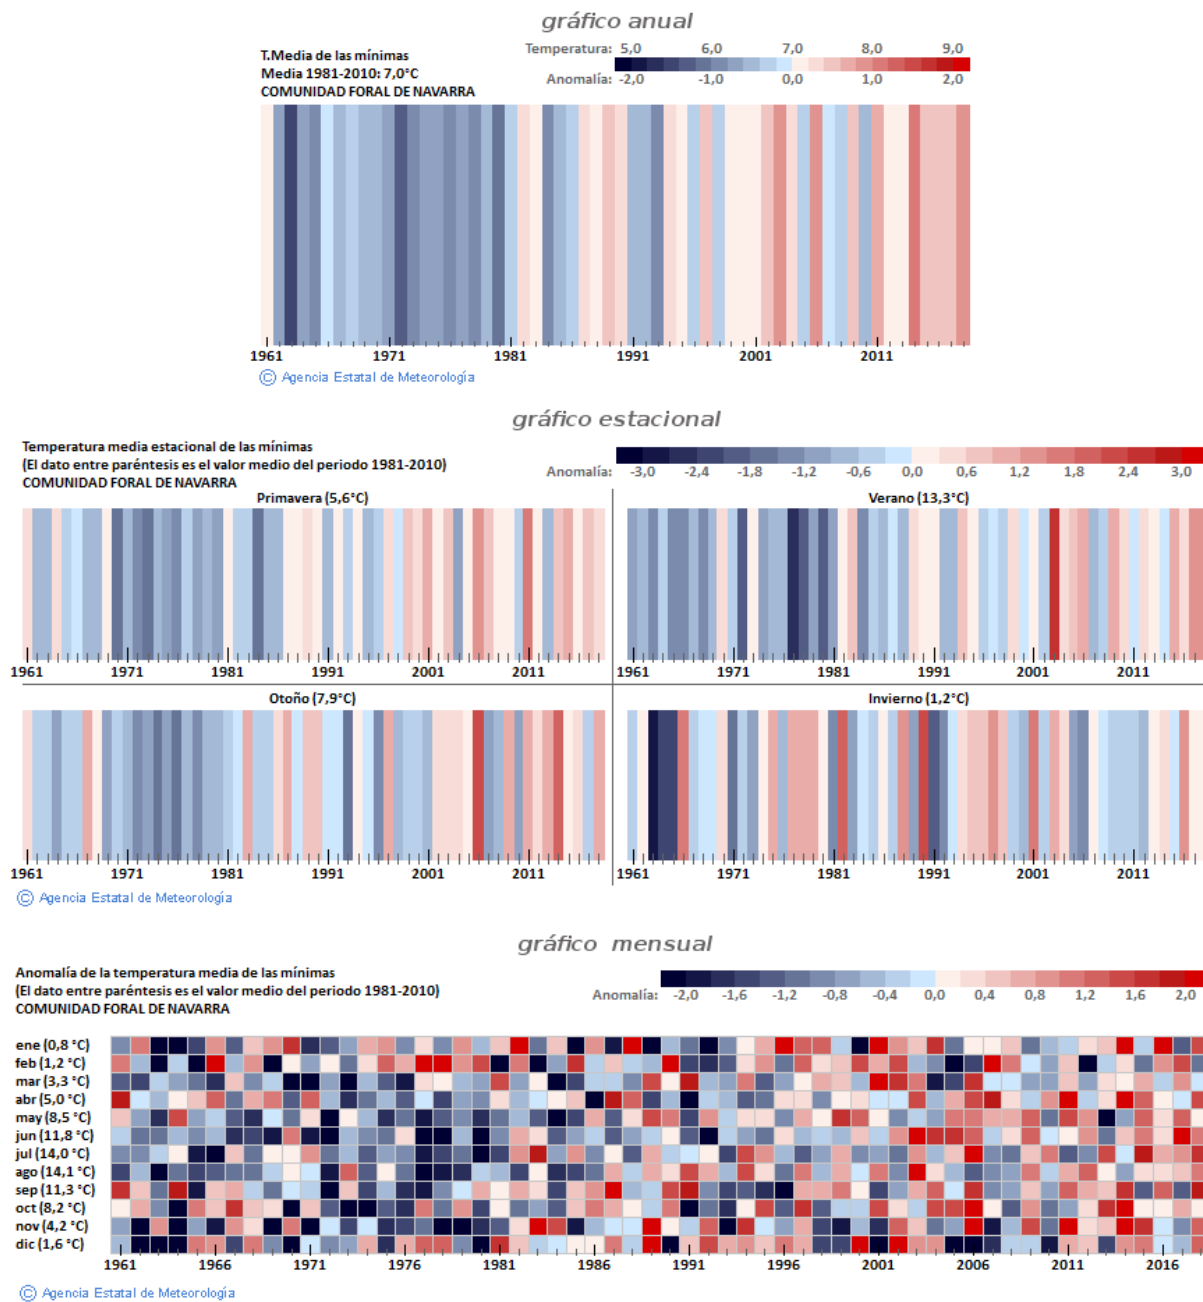 gráfico anual
T.Media de las mínimas
Media 1981-2010: 7,0°C
COMUNIDAD FORAL DE NAVARRA
Temperatura: 5,0 6,0 7,0 8,0 9,0
Anomalía: -2,0 -1,0 0,0 1,0 2,0
1961 1971 1981 1991 2001 2011
© Agencia Estatal de Meteorología
gráfico estacional
Temperatura media estacional de las mínimas
(El dato entre paréntesis es el valor medio del periodo 1981-2010)
COMUNIDAD FORAL DE NAVARRA
Anomalía: -3,0 -2,4 -1,8 -1,2 -0,6 0,0 0,6 1,2 1,8 2,4 3,0
Primavera (5,6°C)
1961 1971 1981 1991 2001 2011
Verano (13,3°C)
1961 1971 1981 1991 2001 2011
Otoño (7,9°C)
1961 1971 1981 1991 2001 2011
Invierno (1,2°C)
1961 1971 1981 1991 2001 2011
© Agencia Estatal de Meteorología
gráfico mensual
Anomalía de la temperatura media de las mínimas
(El dato entre paréntesis es el valor medio del periodo 1981-2010)
COMUNIDAD FORAL DE NAVARRA
Anomalía: -2,0 -1,6 -1,2 -0,8 -0,4 0,0 0,4 0,8 1,2 1,6 2,0
ene (0,8 °C)
feb (1,2 °C)
mar (3,3 °C)
abr (5,0 °C)
may (8,5 °C)
jun (11,8 °C)
jul (14,0 °C)
ago (14,1 °C)
sep (11,3 °C)
oct (8,2 °C)
nov (4,2 °C)
dic (1,6 °C)
1961 1966 1971 1976 1981 1986 1991 1996 2001 2006 2011 2016
© Agencia Estatal de Meteorología